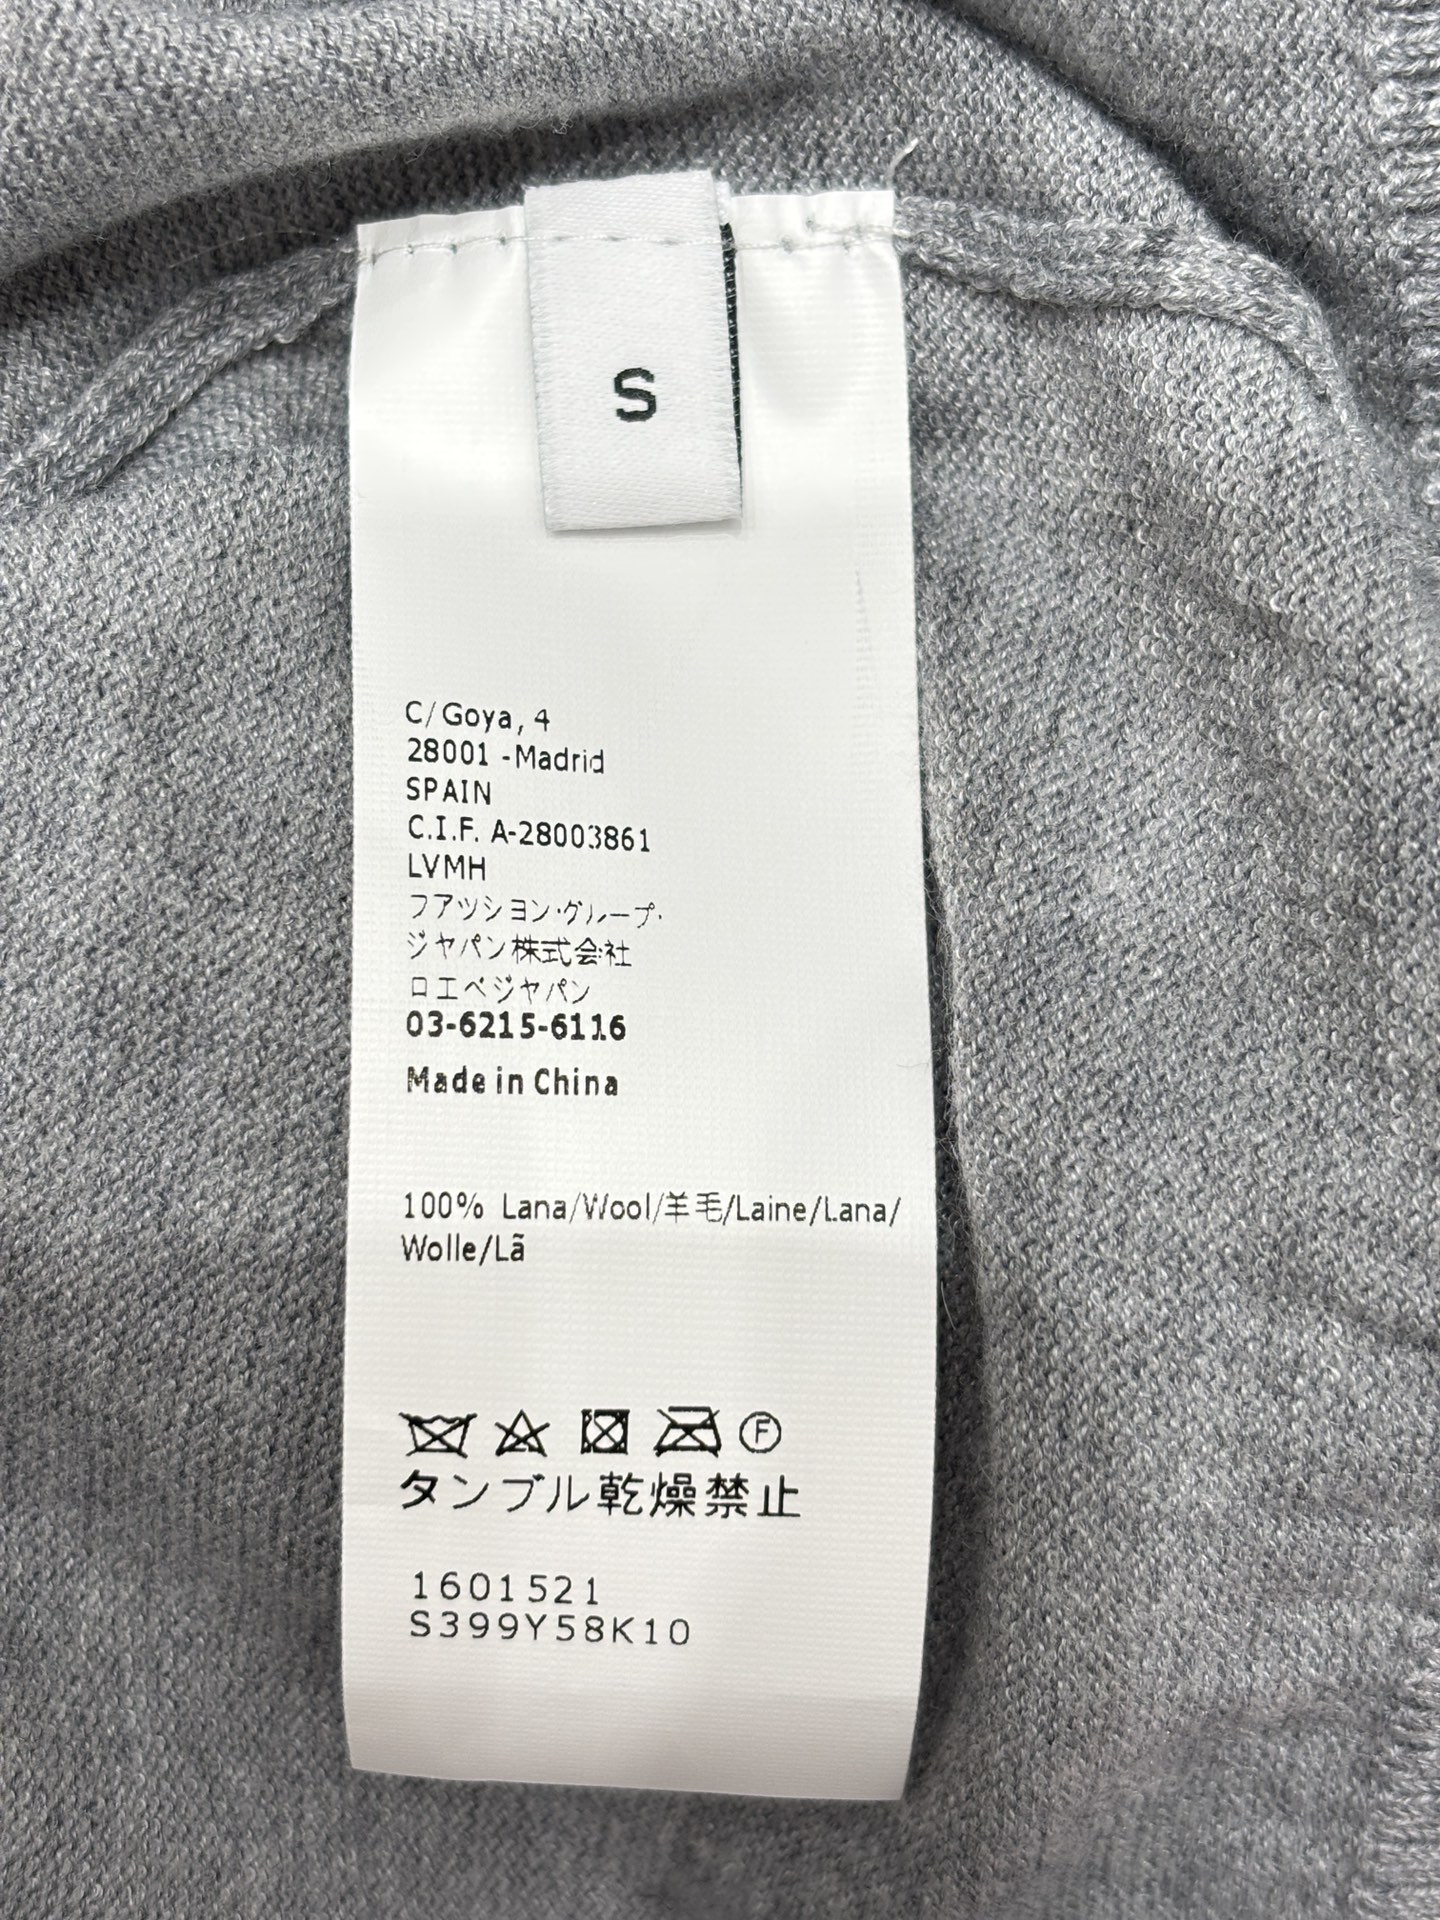 S
C/Goya, 4
28001 -Madrid
SPAIN
C.I.F. A-28003861
LVMH
フアッション・グループ・
ジャパン株式会社
ロエベジャパン
03-6215-6116
Made in China
100% Lana/Wool/羊毛/Laine/Lana/
Wolle/Lã
F
タンブル乾燥禁止
1601521
S399Y58K10